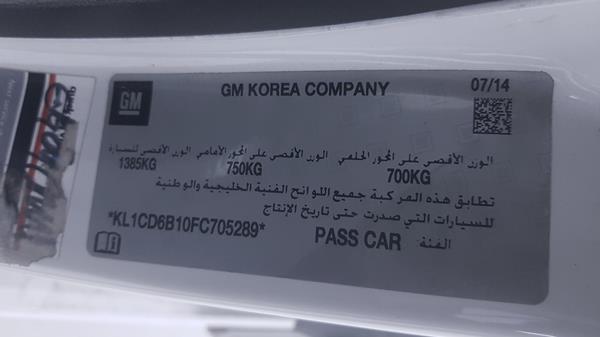 GM KOREA COMPANY
07/14
GM
الوزن الأقصى على المحور الخلفي الوزن الأقصى على المحور الأمامي الوزن الأقصى للسيارة
700KG 750KG 1385KG
تطابق هذه المركبة جميع اللوائح الفنية الخليجية والوطنية
للسيارات التي صدرت حتى تاريخ الإنتاج
*KL1CD6B10FC705289*
الفئة: PASS CAR